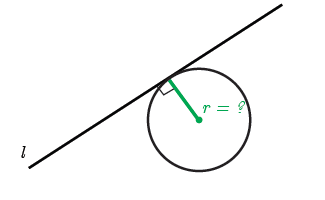 r = ?
l